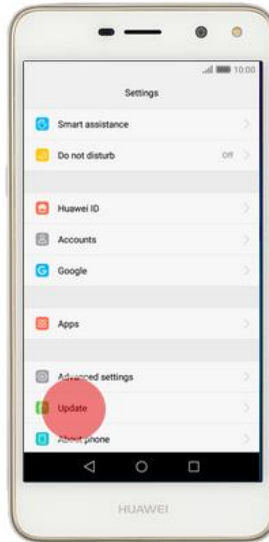 10:00
Settings
Smart assistance
Do not disturb Off
Huawei ID
Accounts
Google
Apps
Advanced settings
Update
About phone
HUAWEI